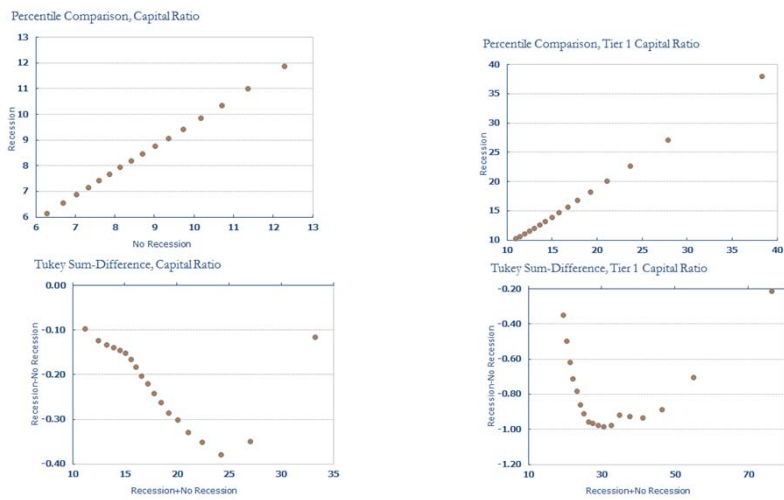 Percentile Comparison, Capital Ratio
13
12
11
10
9
8
7
6
Recession
6 7 8 9 10 11 12 13
No Recession
Percentile Comparison, Tier 1 Capital Ratio
40
35
30
25
20
15
10
Recession
10 15 20 25 30 35 40
Tukey Sum-Difference, Capital Ratio
0.00
-0.10
-0.20
-0.30
-0.40
Recession-No Recession
10 15 20 25 30 35
Recession+No Recession
Tukey Sum-Difference, Tier 1 Capital Ratio
-0.20
-0.40
-0.60
-0.80
-1.00
-1.20
Recession-No Recession
10 30 50 70
Recession+No Recession